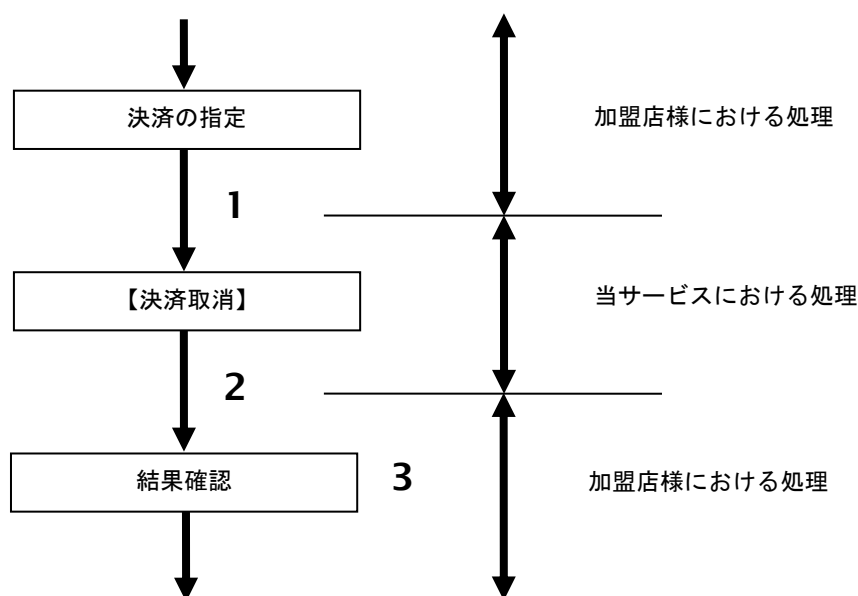 決済の指定
加盟店様における処理
1
【決済取消】
当サービスにおける処理
2
結果確認
3
加盟店様における処理